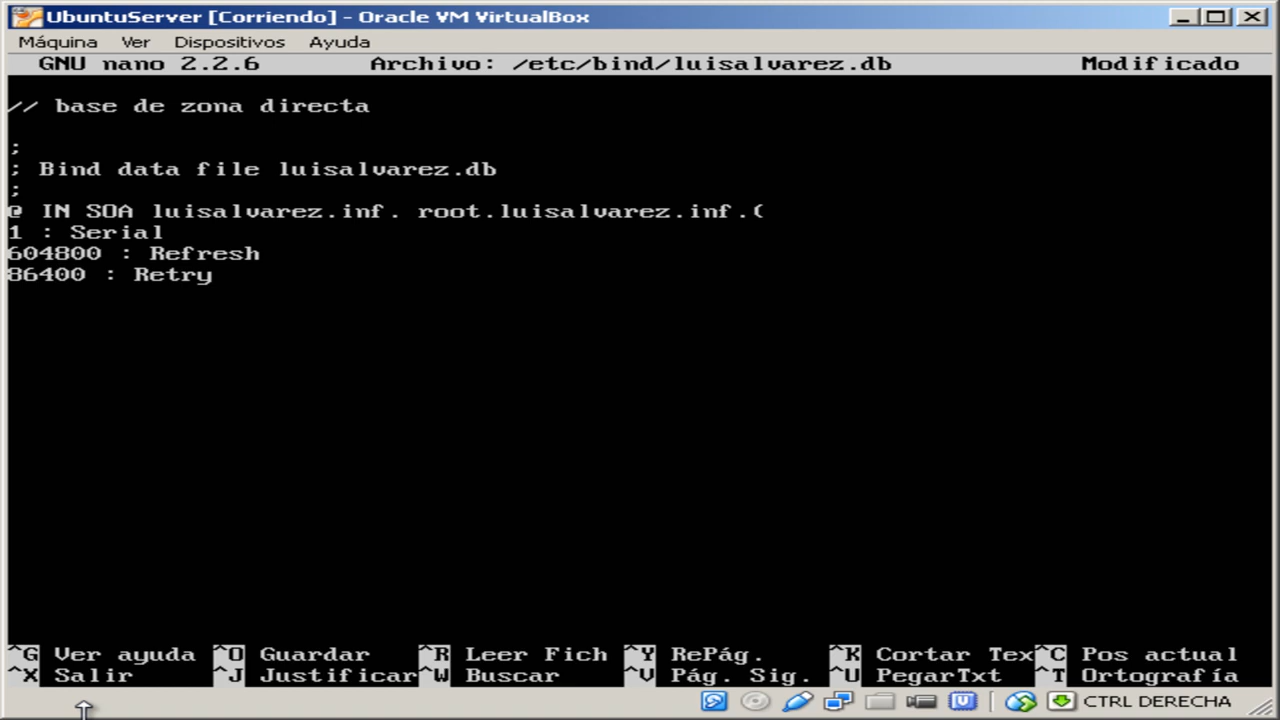 UbuntuServer [Corriendo] - Oracle VM VirtualBox
Máquina Ver Dispositivos Ayuda
GNU nano 2.2.6 Archivo: /etc/bind/luisalvarez.db Modificado
// base de zona directa
;
; Bind data file luisalvarez.db
;
@ IN SOA luisalvarez.inf. root.luisalvarez.inf.(
1 : Serial
604800 : Refresh
86400 : Retry
^G Ver ayuda ^O Guardar ^R Leer Fich ^Y RePág. ^K Cortar Tex ^C Pos actual
^X Salir ^J Justificar ^W Buscar ^V Pág. Sig. ^U PegarTxt ^T Ortografía
CTRL DERECHA